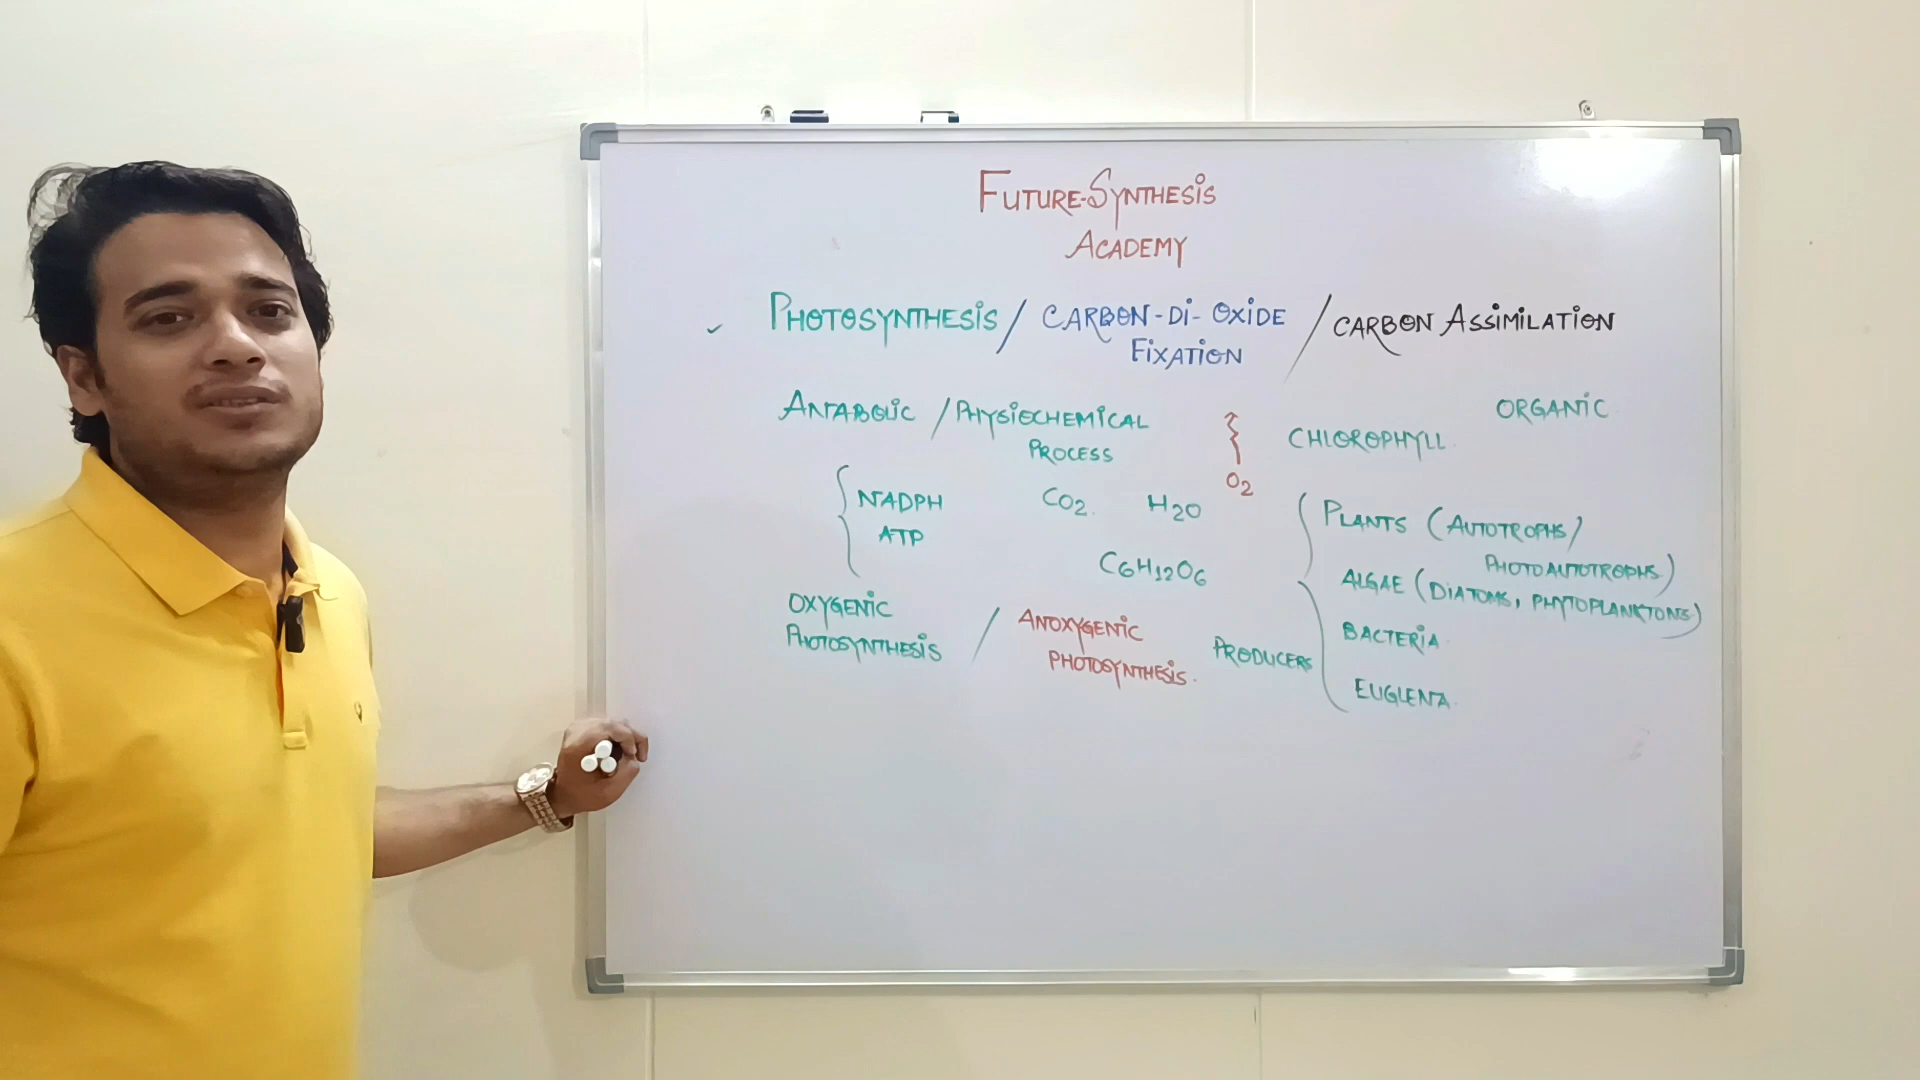 FUTURE-SYNTHESIS
ACADEMY
PHOTOSYNTHESIS / CARBON-DI-OXIDE / CARBON ASSIMILATION
FIXATION
ANABOLIC / PHYSIOCHEMICAL
PROCESS
ORGANIC
CHLOROPHYLL
O2
NADPH
ATP
CO2. H2O
C6H12O6
OXYGENIC
PHOTOSYNTHESIS
/ ANOXYGENIC
PHOTOSYNTHESIS.
PRODUCERS
PLANTS (AUTOTROPHS/
PHOTOAUTOTROPHS.)
ALGAE (DIATOMS, PHYTOPLANKTONS)
BACTERIA.
EUGLENA.